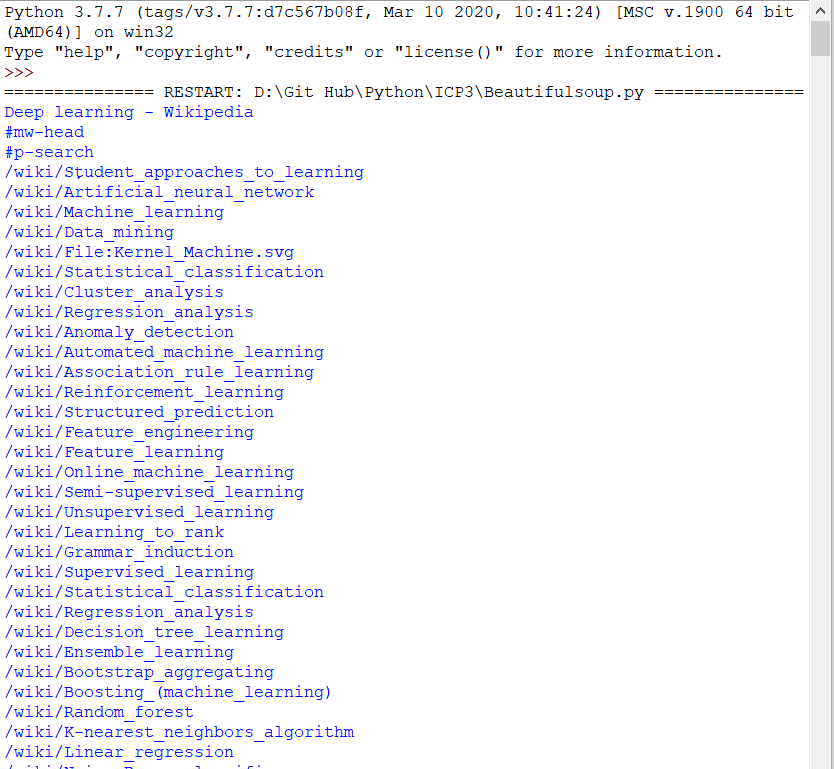 Python 3.7.7 (tags/v3.7.7:d7c567b08f, Mar 10 2020, 10:41:24) [MSC v.1900 64 bit
(AMD64)] on win32
Type "help", "copyright", "credits" or "license()" for more information.
>>>
=============== RESTART: D:\Git Hub\Python\ICP3\Beautifulsoup.py ===============
Deep learning - Wikipedia
#mw-head
#p-search
/wiki/Student_approaches_to_learning
/wiki/Artificial_neural_network
/wiki/Machine_learning
/wiki/Data_mining
/wiki/File:Kernel_Machine.svg
/wiki/Statistical_classification
/wiki/Cluster_analysis
/wiki/Regression_analysis
/wiki/Anomaly_detection
/wiki/Automated_machine_learning
/wiki/Association_rule_learning
/wiki/Reinforcement_learning
/wiki/Structured_prediction
/wiki/Feature_engineering
/wiki/Feature_learning
/wiki/Online_machine_learning
/wiki/Semi-supervised_learning
/wiki/Unsupervised_learning
/wiki/Learning_to_rank
/wiki/Grammar_induction
/wiki/Supervised_learning
/wiki/Statistical_classification
/wiki/Regression_analysis
/wiki/Decision_tree_learning
/wiki/Ensemble_learning
/wiki/Bootstrap_aggregating
/wiki/Boosting_(machine_learning)
/wiki/Random_forest
/wiki/K-nearest_neighbors_algorithm
/wiki/Linear_regression